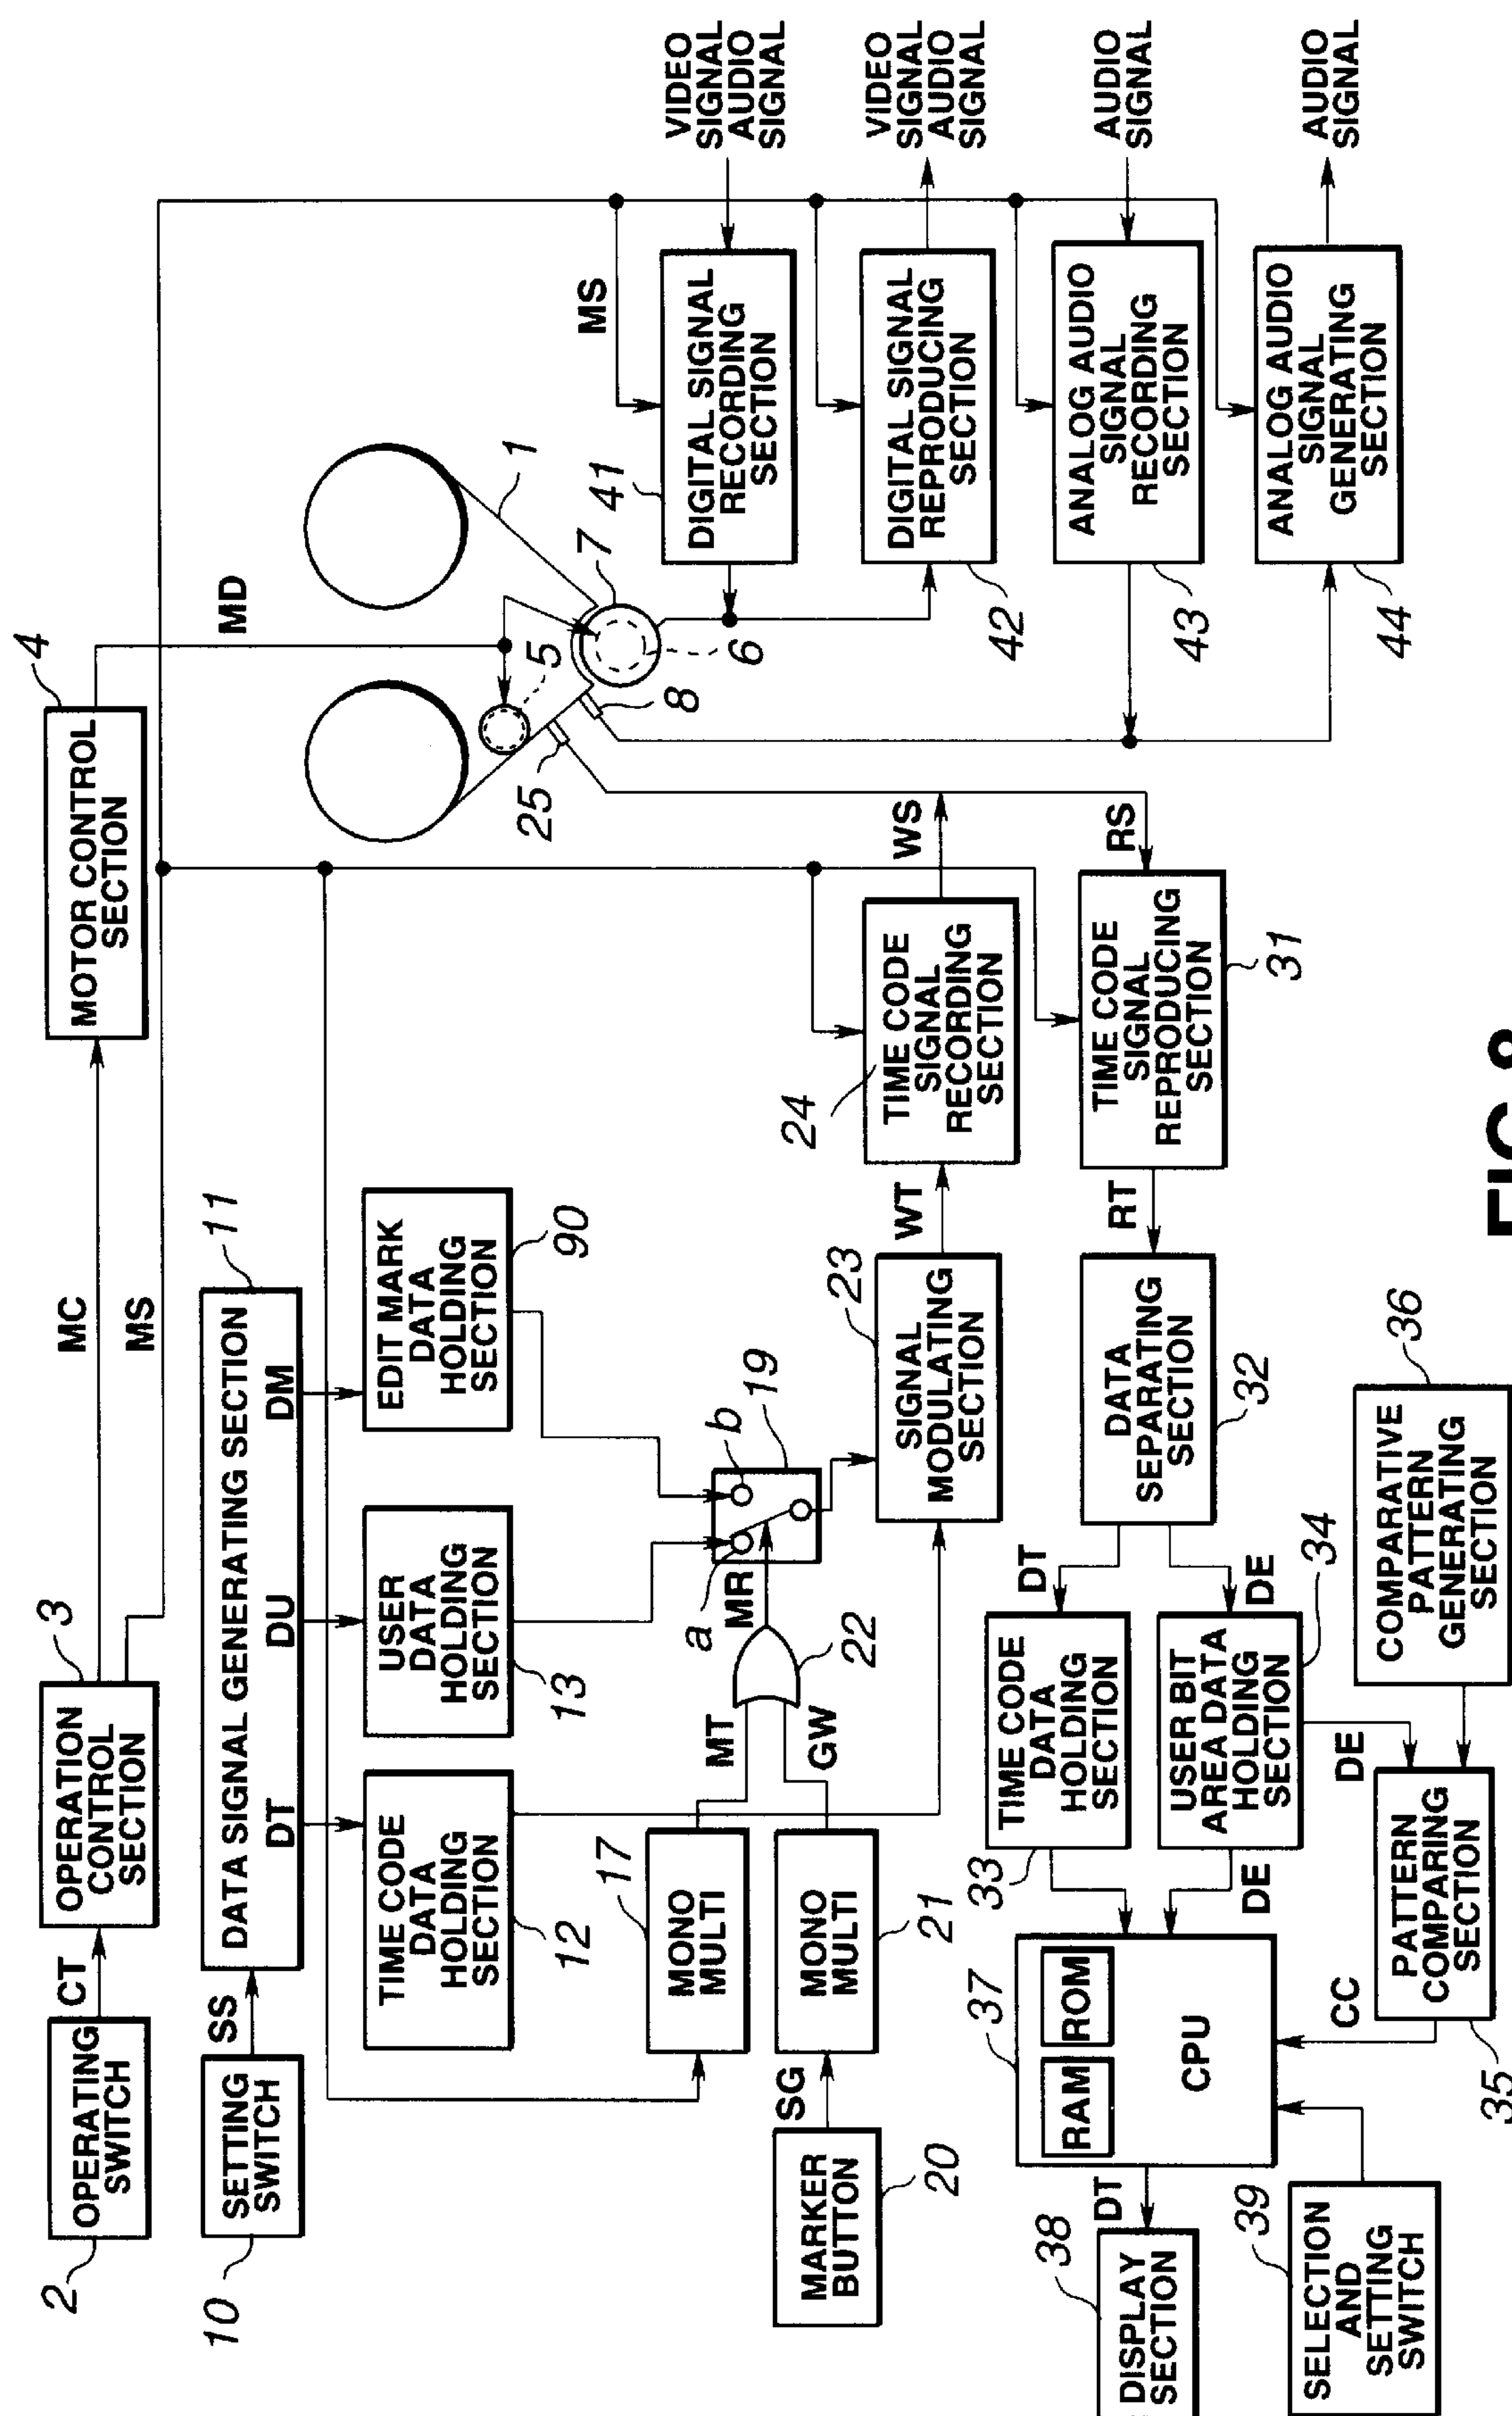 2
OPERATING
SWITCH
CT
3
OPERATION
CONTROL
SECTION
MC
MS
4
MOTOR CONTROL
SECTION
MD
10
SETTING
SWITCH
SS
11
DATA SIGNAL GENERATING SECTION
DT
DU
DM
TIME CODE
DATA
HOLDING
SECTION
12
USER
DATA
HOLDING
SECTION
13
EDIT MARK
DATA
HOLDING
SECTION
90
17
MONO
MULTI
MT
MARKER
BUTTON
20
SG
MONO
MULTI
21
GW
22
MR
a
b
19
23
SIGNAL
MODULATING
SECTION
WT
24
TIME CODE
SIGNAL
RECORDING
SECTION
WS
25
5
8
1
7
6
RS
TIME CODE
SIGNAL
REPRODUCING
SECTION
31
RT
DATA
SEPARATING
SECTION
32
DT
DE
TIME CODE
DATA
HOLDING
SECTION
33
USER BIT
AREA DATA
HOLDING
SECTION
34
DE
DE
COMPARATIVE
PATTERN
GENERATING
SECTION
36
PATTERN
COMPARING
SECTION
35
CC
37
RAM
ROM
CPU
DT
38
DISPLAY
SECTION
39
SELECTION
AND
SETTING
SWITCH
MS
41
DIGITAL SIGNAL
RECORDING
SECTION
VIDEO
SIGNAL
AUDIO
SIGNAL
DIGITAL SIGNAL
REPRODUCING
SECTION
42
VIDEO
SIGNAL
AUDIO
SIGNAL
ANALOG AUDIO
SIGNAL
RECORDING
SECTION
43
AUDIO
SIGNAL
ANALOG AUDIO
SIGNAL
GENERATING
SECTION
44
AUDIO
SIGNAL